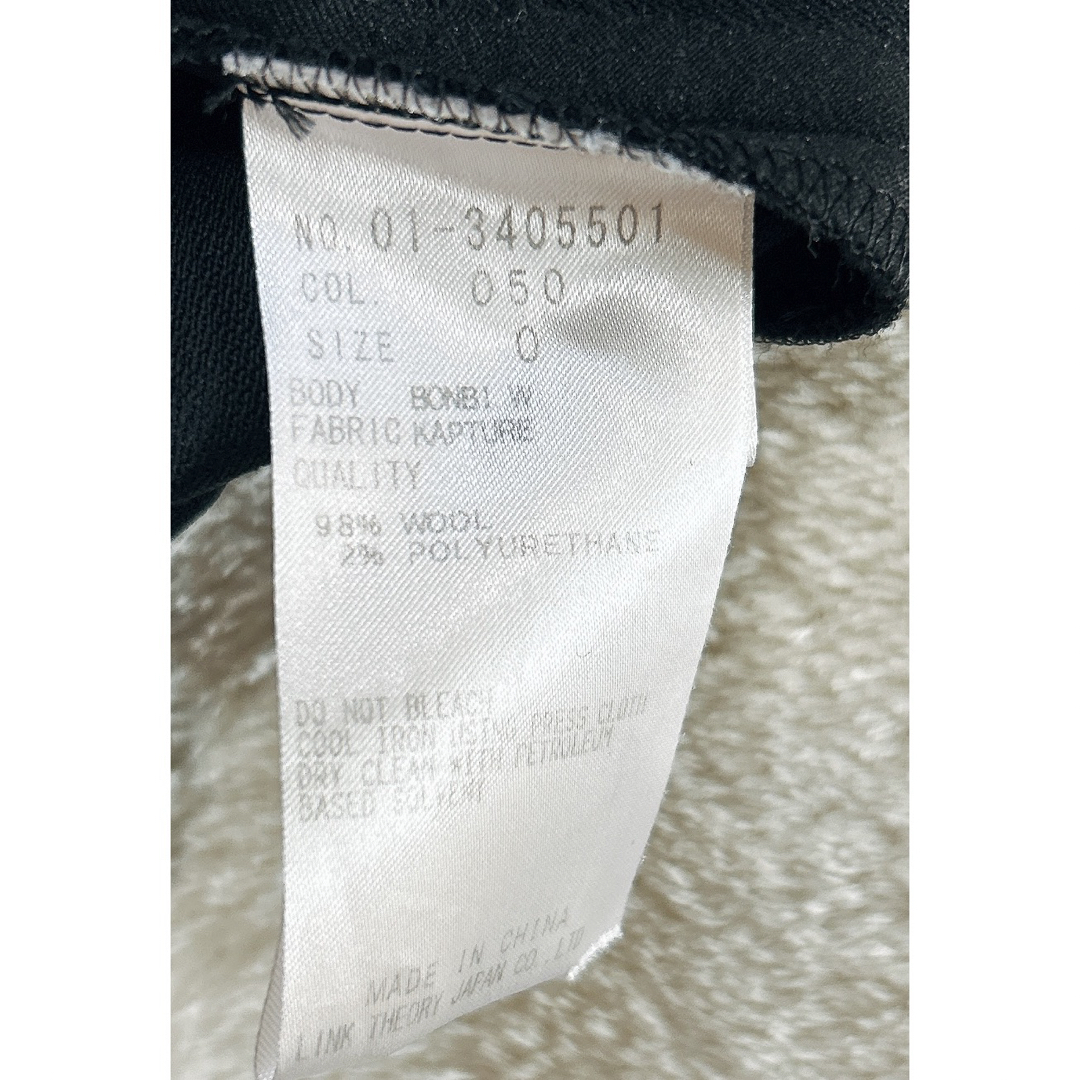 NO. 01-3405501
COL. 050
SIZE 0
BODY BONBI W
FABRIC KAPTURE
QUALITY
98% WOOL
2% POLYURETHANE
DO NOT BLEACH
COOL IRON USING PRESS CLOTH
DRY CLEAN WITH PETROLEUM
BASED SOLVENT
MADE IN CHINA
LINK THEORY JAPAN CO.,LTD